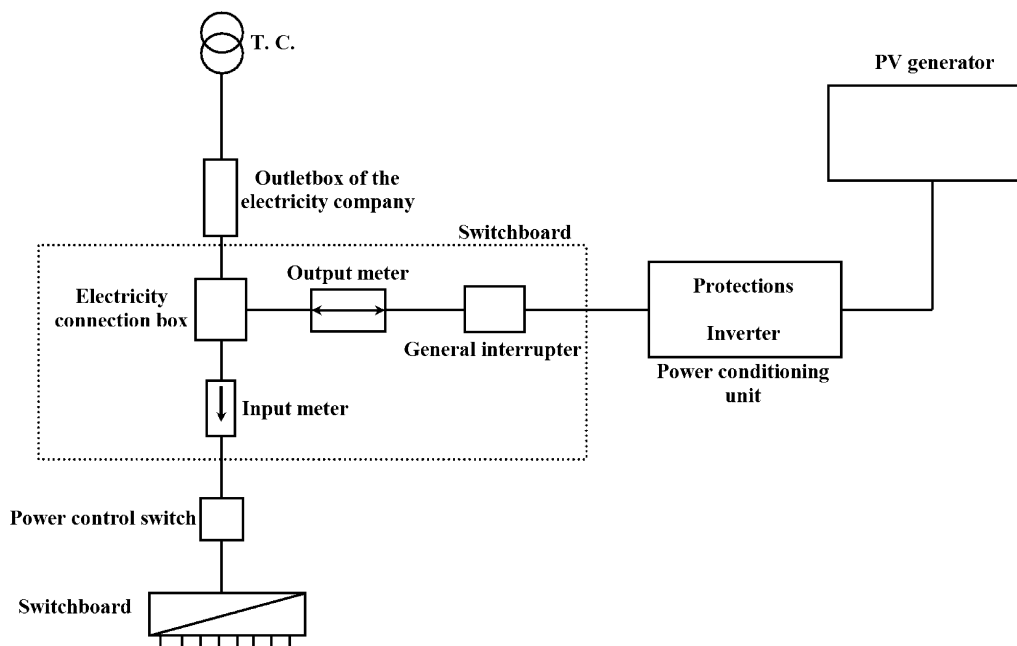 T. C.
PV generator
Outletbox of the
electricity company
Switchboard
Output meter
Electricity
connection box
General interrupter
Protections
Inverter
Power conditioning
unit
Input meter
Power control switch
Switchboard